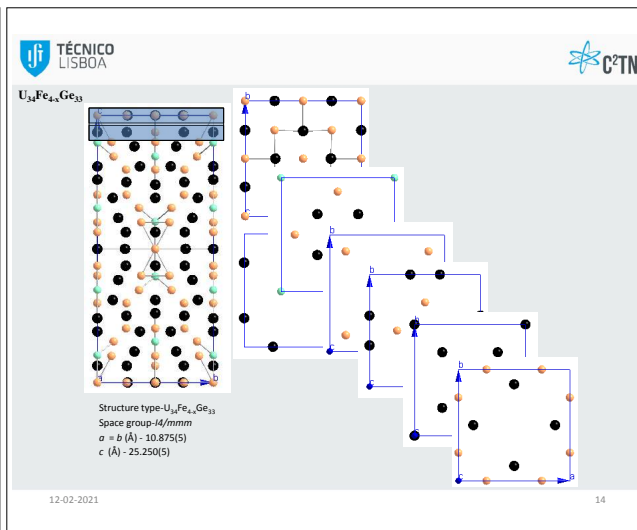 TÉCNICO
LISBOA
C²TN
U₃₄Fe₄₋ₓGe₃₃
b
a
b
b
c
b
b
c
b
c
b
b
c
a
Structure type-U₃₄Fe₄₋ₓGe₃₃
Space group-I4/mmm
a = b (Å) - 10.875(5)
c (Å) - 25.250(5)
12-02-2021
14